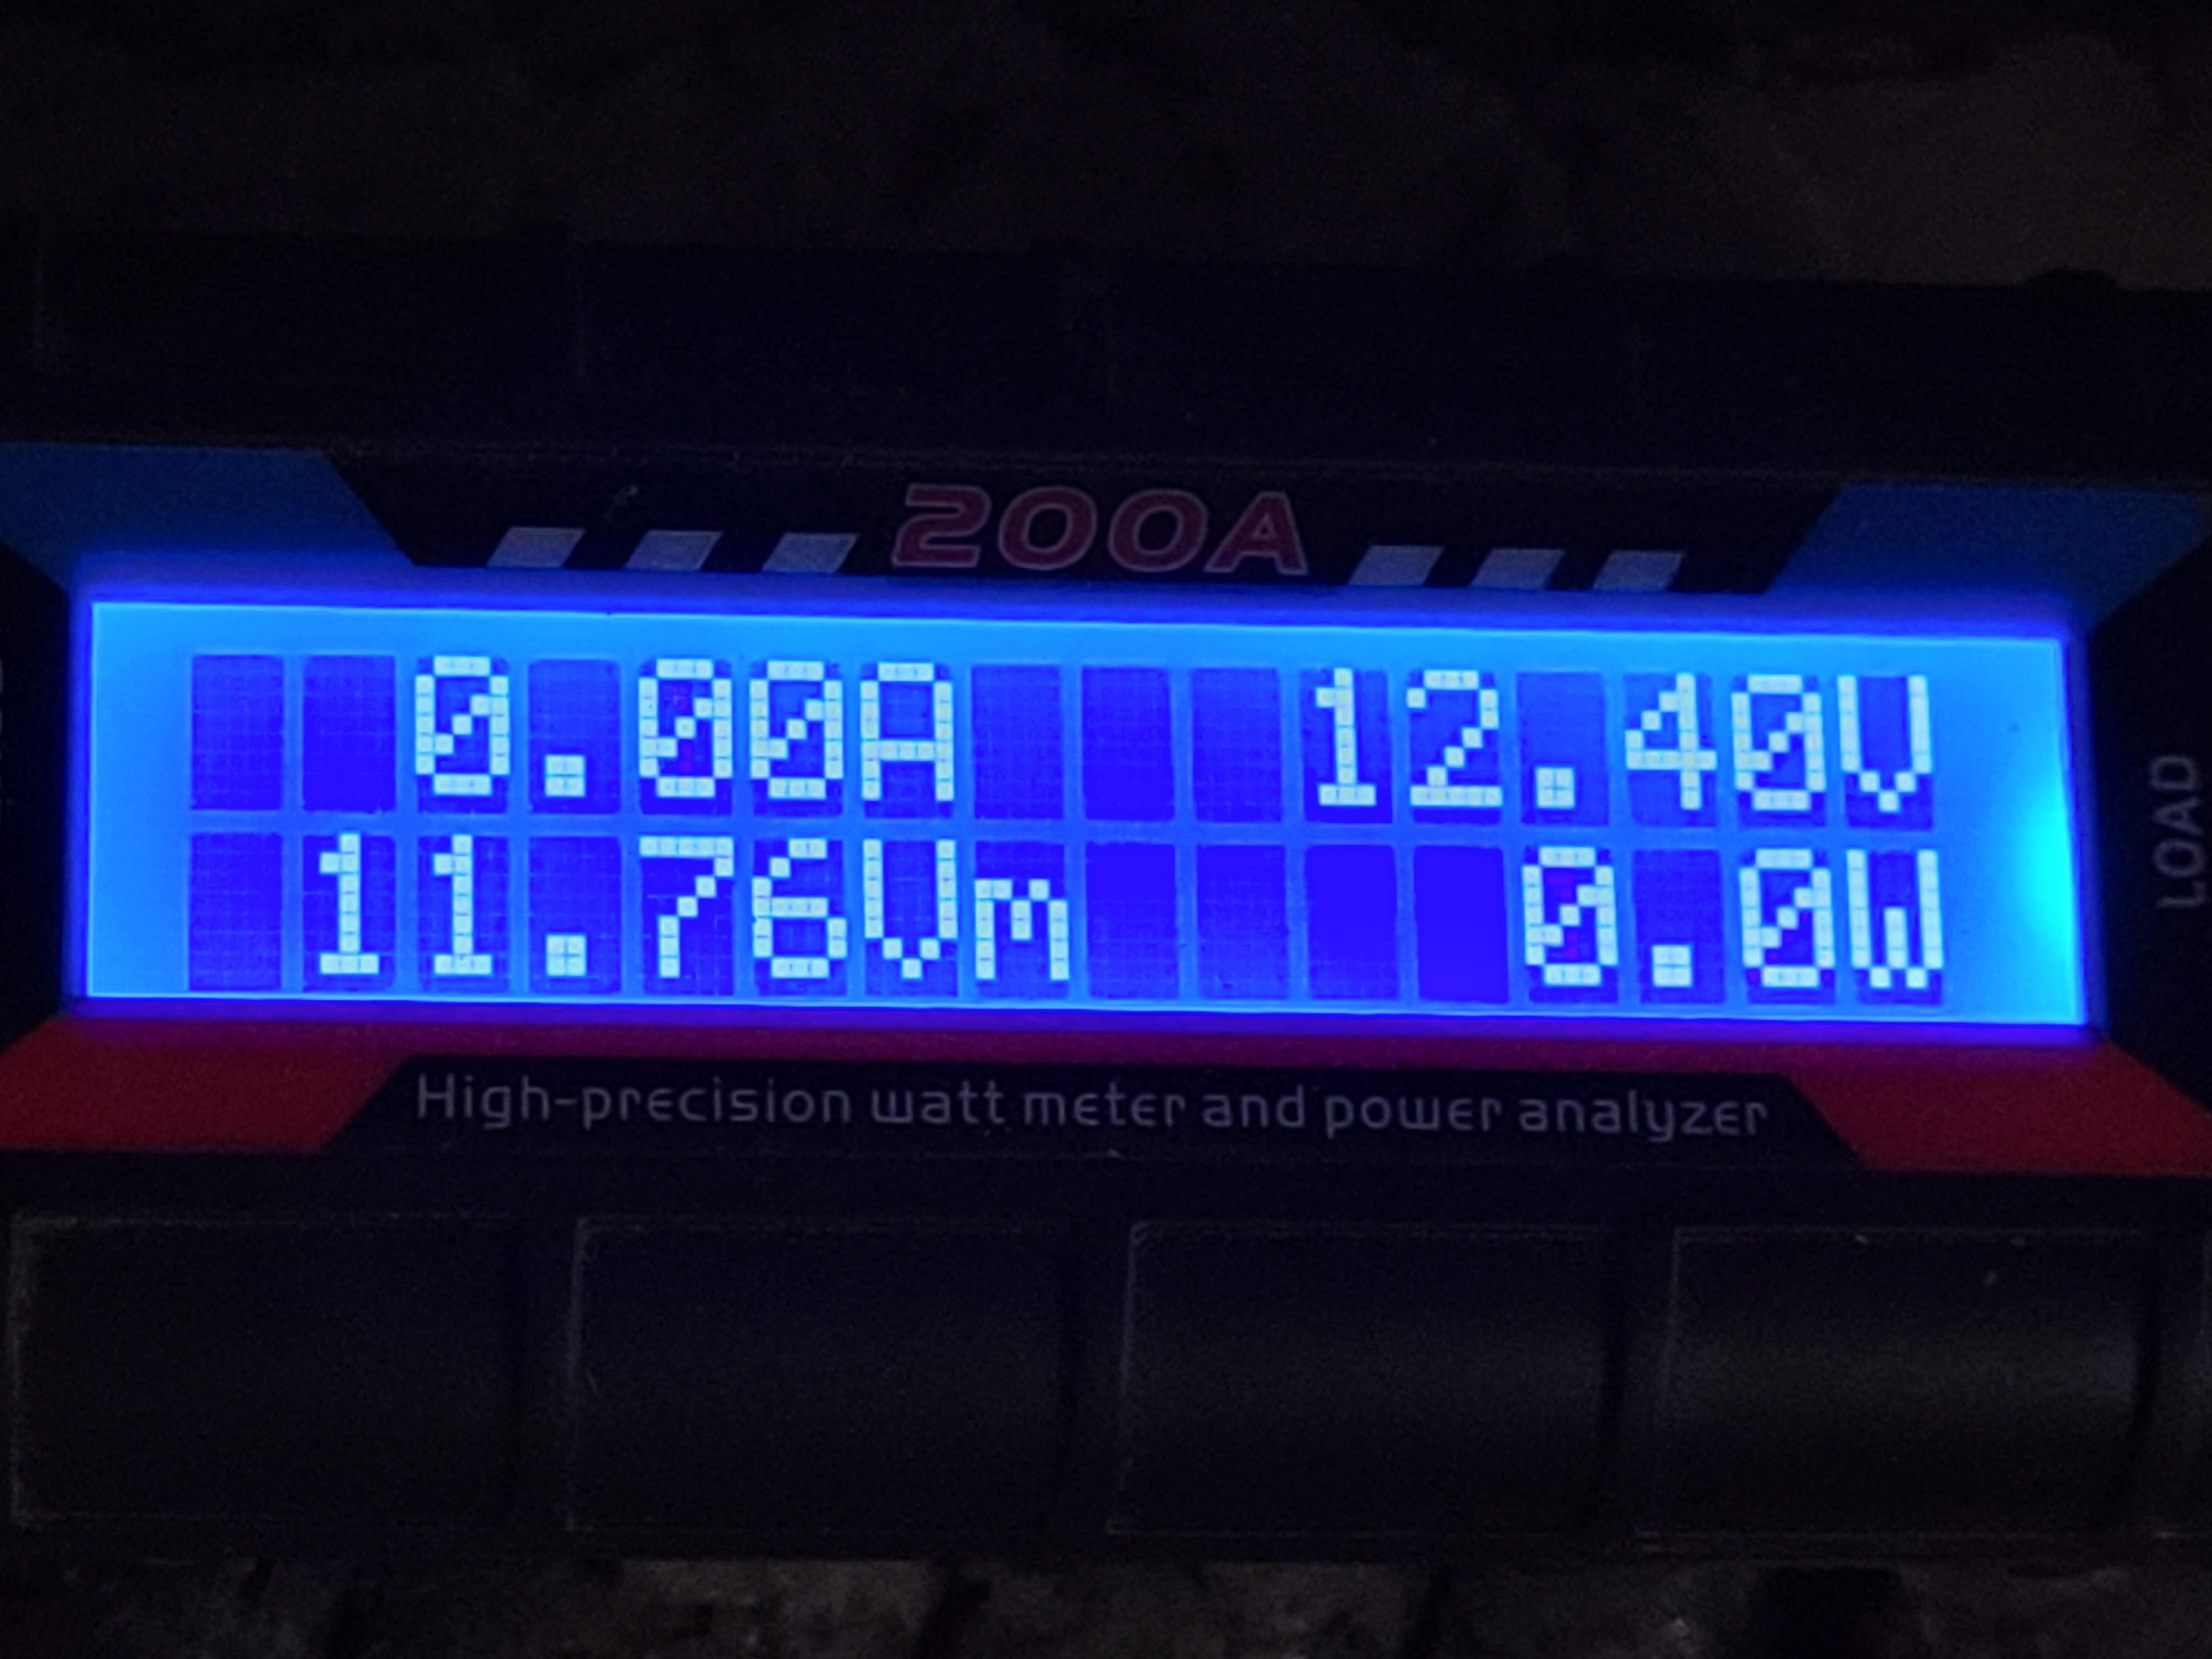 200A
0.00A 12.40V
11.76Vm 0.0W
LOAD
High-precision watt meter and power analyzer